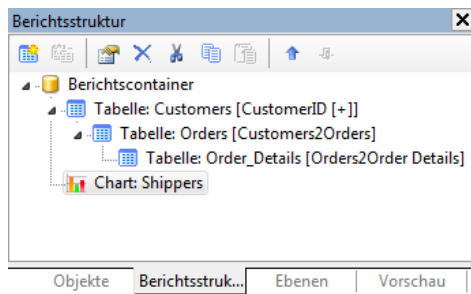 Berichtsstruktur
Berichtscontainer
Tabelle: Customers [CustomerID [+]]
Tabelle: Orders [Customers2Orders]
Tabelle: Order_Details [Orders2Order Details]
Chart: Shippers
Objekte Berichtsstruk... Ebenen Vorschau